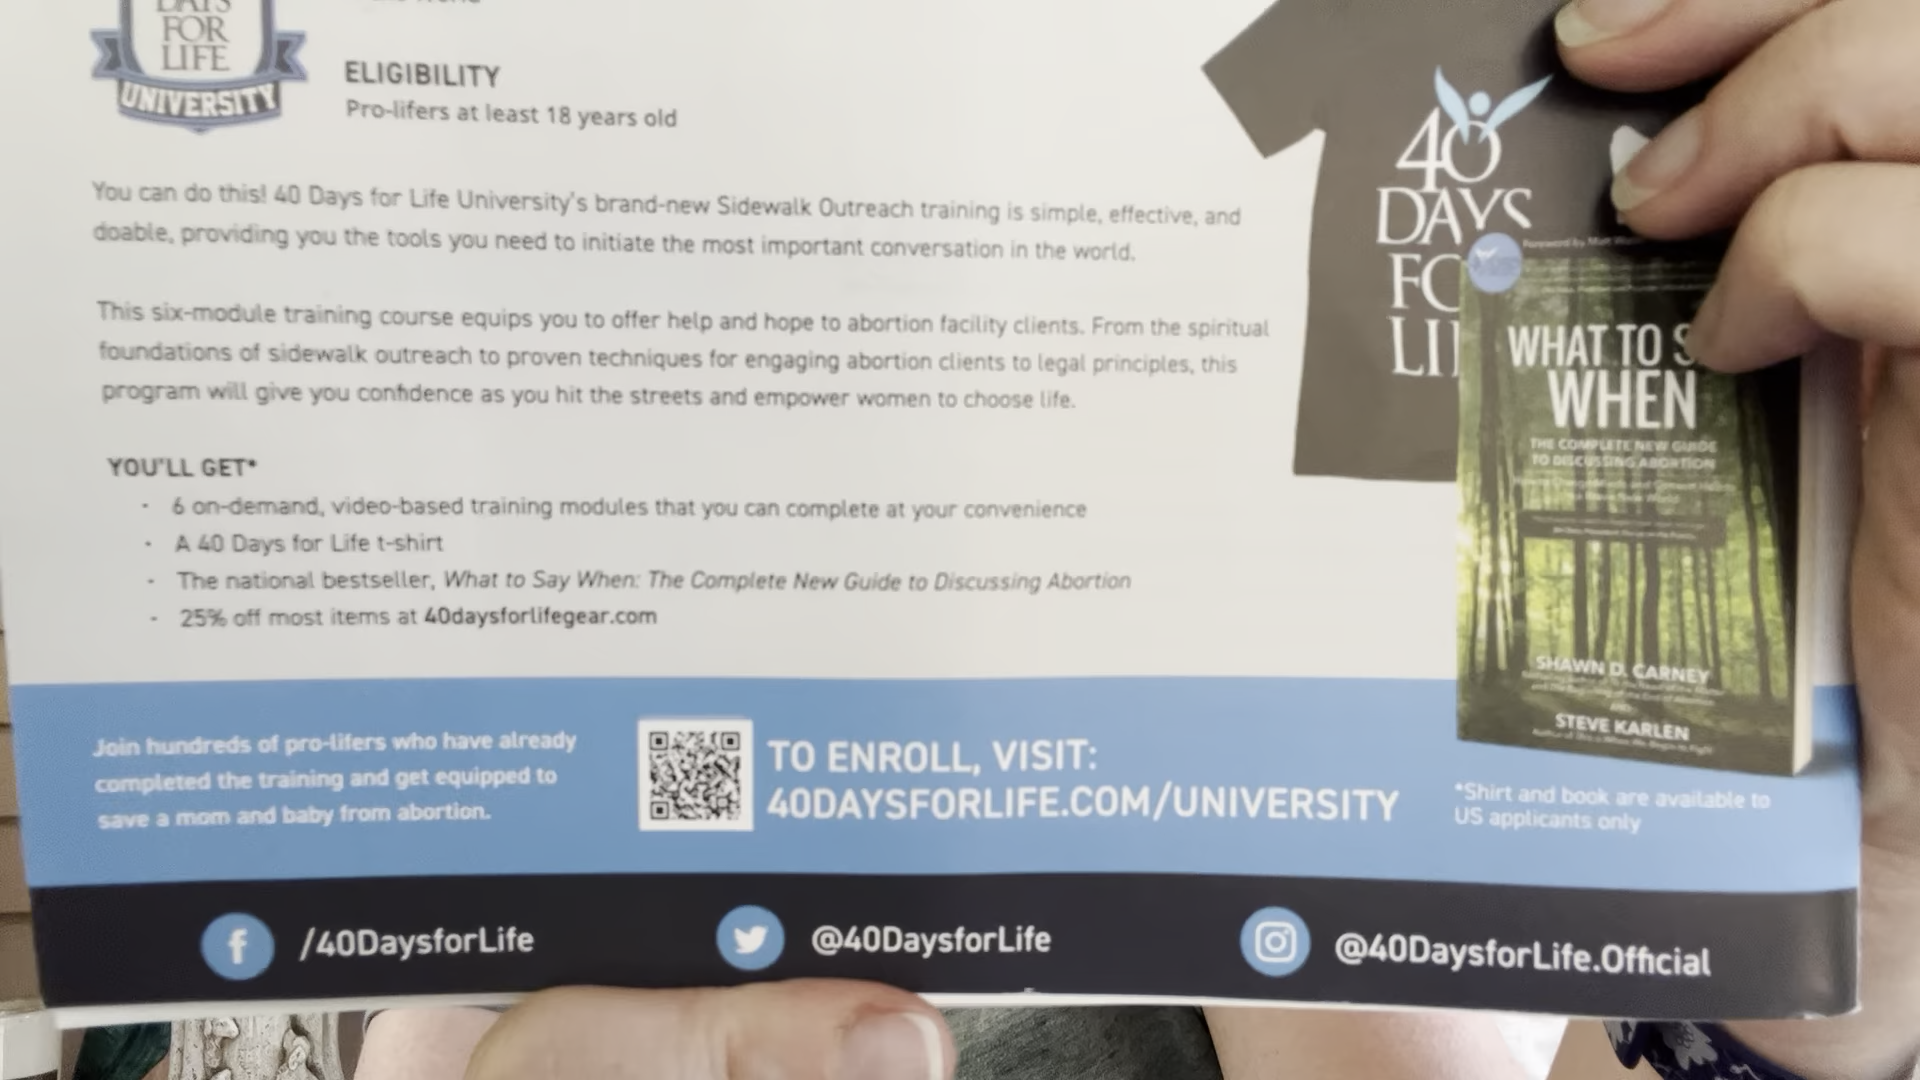 DAYS
FOR
LIFE
UNIVERSITY
ELIGIBILITY
Pro-lifers at least 18 years old
You can do this! 40 Days for Life University's brand-new Sidewalk Outreach training is simple, effective, and
doable, providing you the tools you need to initiate the most important conversation in the world.
This six-module training course equips you to offer help and hope to abortion facility clients. From the spiritual
foundations of sidewalk outreach to proven techniques for engaging abortion clients to legal principles, this
program will give you confidence as you hit the streets and empower women to choose life.
YOU'LL GET*
- 6 on-demand, video-based training modules that you can complete at your convenience
- A 40 Days for Life t-shirt
- The national bestseller, What to Say When: The Complete New Guide to Discussing Abortion
- 25% off most items at 40daysforlifegear.com
40
DAYS
FO
LI
Foreword by Matt
WHAT TO S
WHEN
THE COMPLETE NEW GUIDE
TO DISCUSSING ABORTION
SHAWN D. CARNEY
STEVE KARLEN
Join hundreds of pro-lifers who have already
completed the training and get equipped to
save a mom and baby from abortion.
TO ENROLL, VISIT:
40DAYSFORLIFE.COM/UNIVERSITY
*Shirt and book are available to
US applicants only
/40DaysforLife
@40DaysforLife
@40DaysforLife.Official